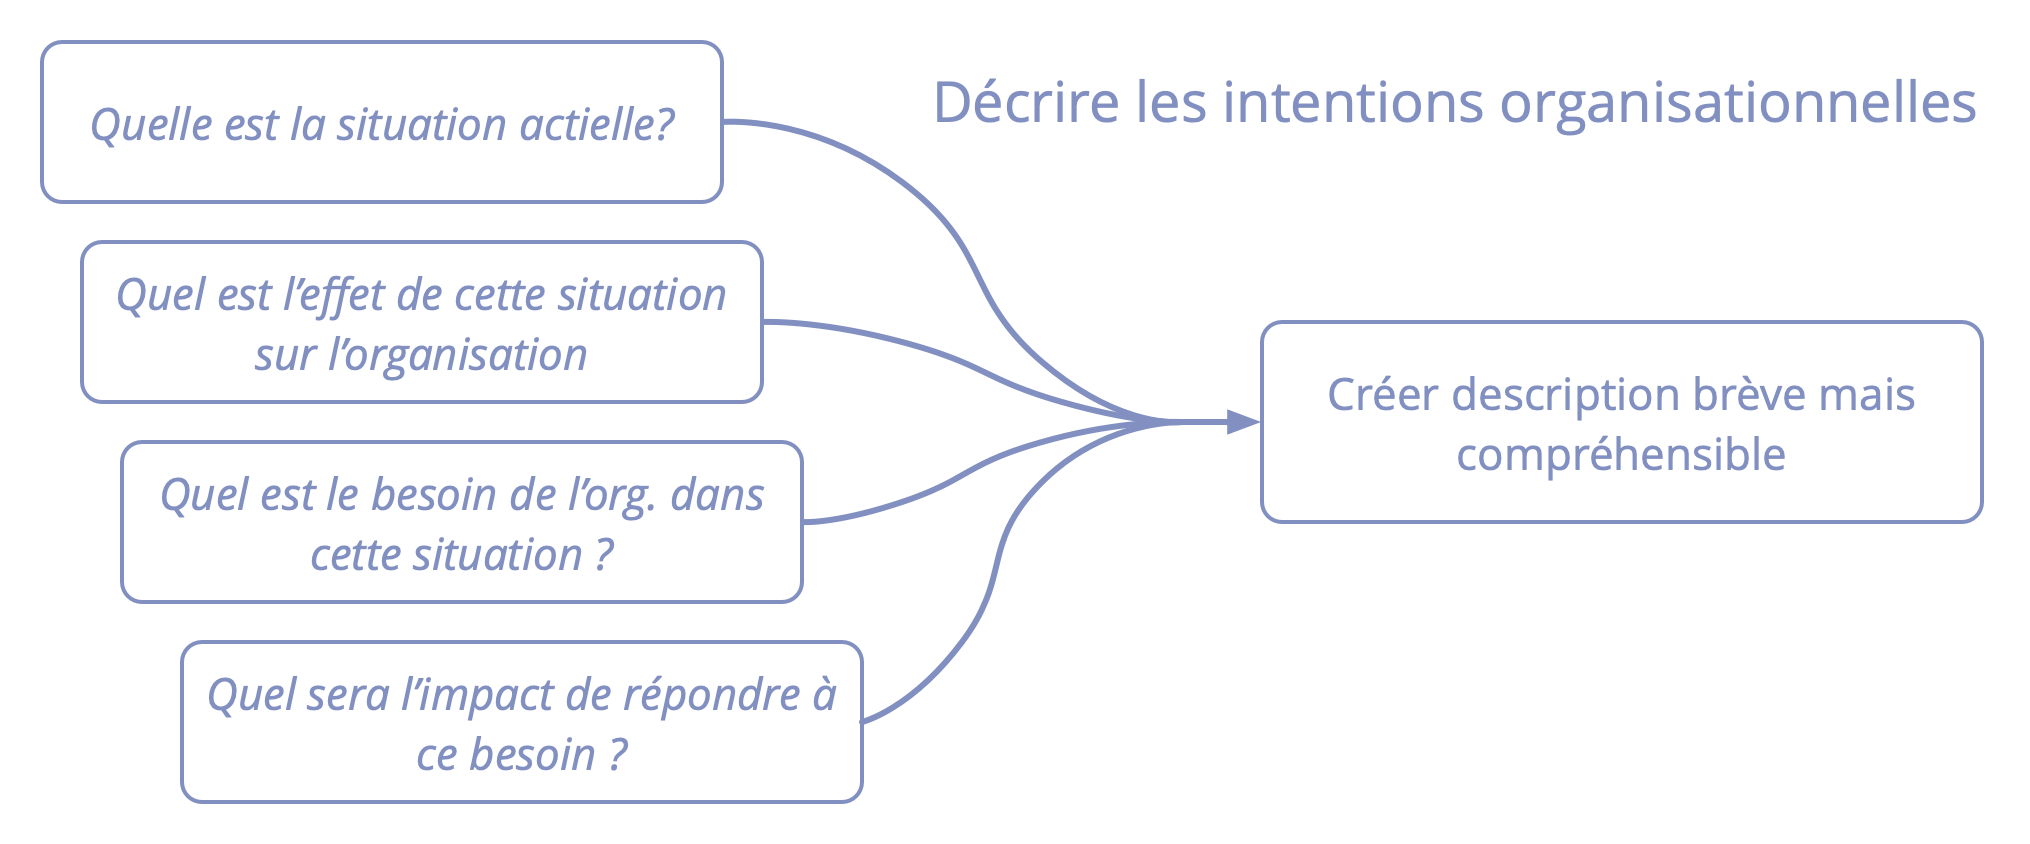 Décrire les intentions organisationnelles
Quelle est la situation actielle?
Quel est l’effet de cette situation
sur l’organisation
Quel est le besoin de l’org. dans
cette situation ?
Quel sera l’impact de répondre à
ce besoin ?
Créer description brève mais
compréhensible